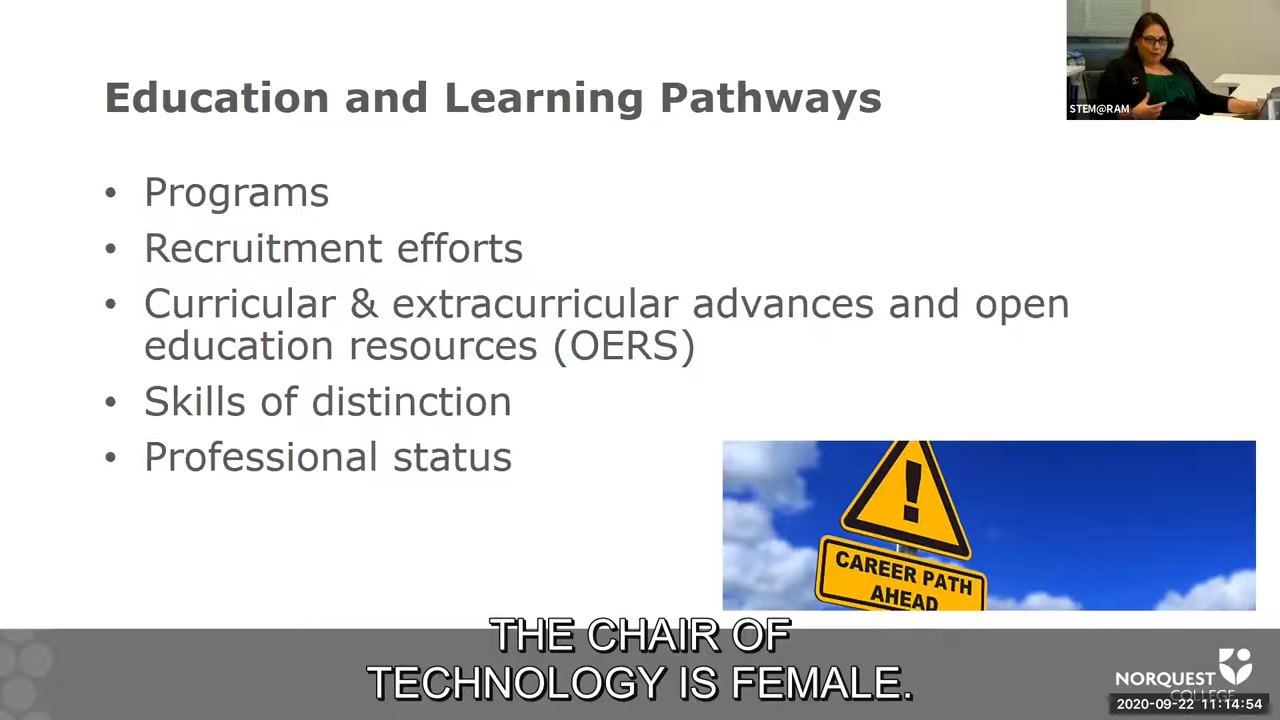 Education and Learning Pathways
STEM@RAM
• Programs
• Recruitment efforts
• Curricular & extracurricular advances and open
education resources (OERS)
• Skills of distinction
• Professional status
CAREER PATH
AHEAD
THE CHAIR OF
TECHNOLOGY IS FEMALE.
NORQUEST
COLLEGE
2020-09-22 11:14:54